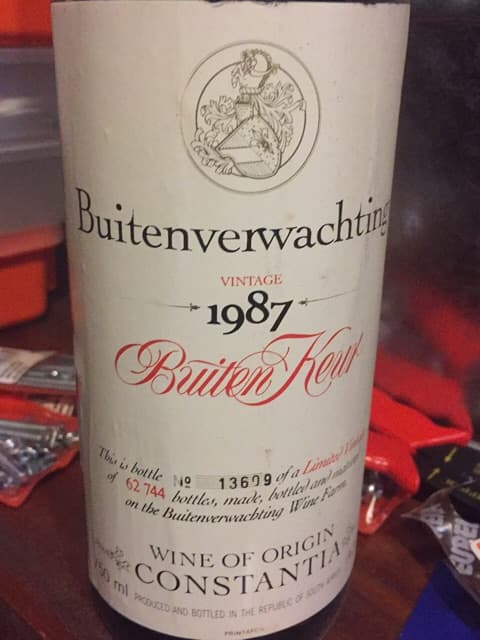 Buitenverwachting
VINTAGE
1987
Buiten Keur
This is bottle No 13609 of a Limited
of 62 744 bottles, made, bottled and
on the Buitenverwachting Wine Farm.
WINE OF ORIGIN
CONSTANTIA
750 ml
PRODUCED AND BOTTLED IN THE REPUBLIC OF SOUTH AFRICA
PRINTAFOIL